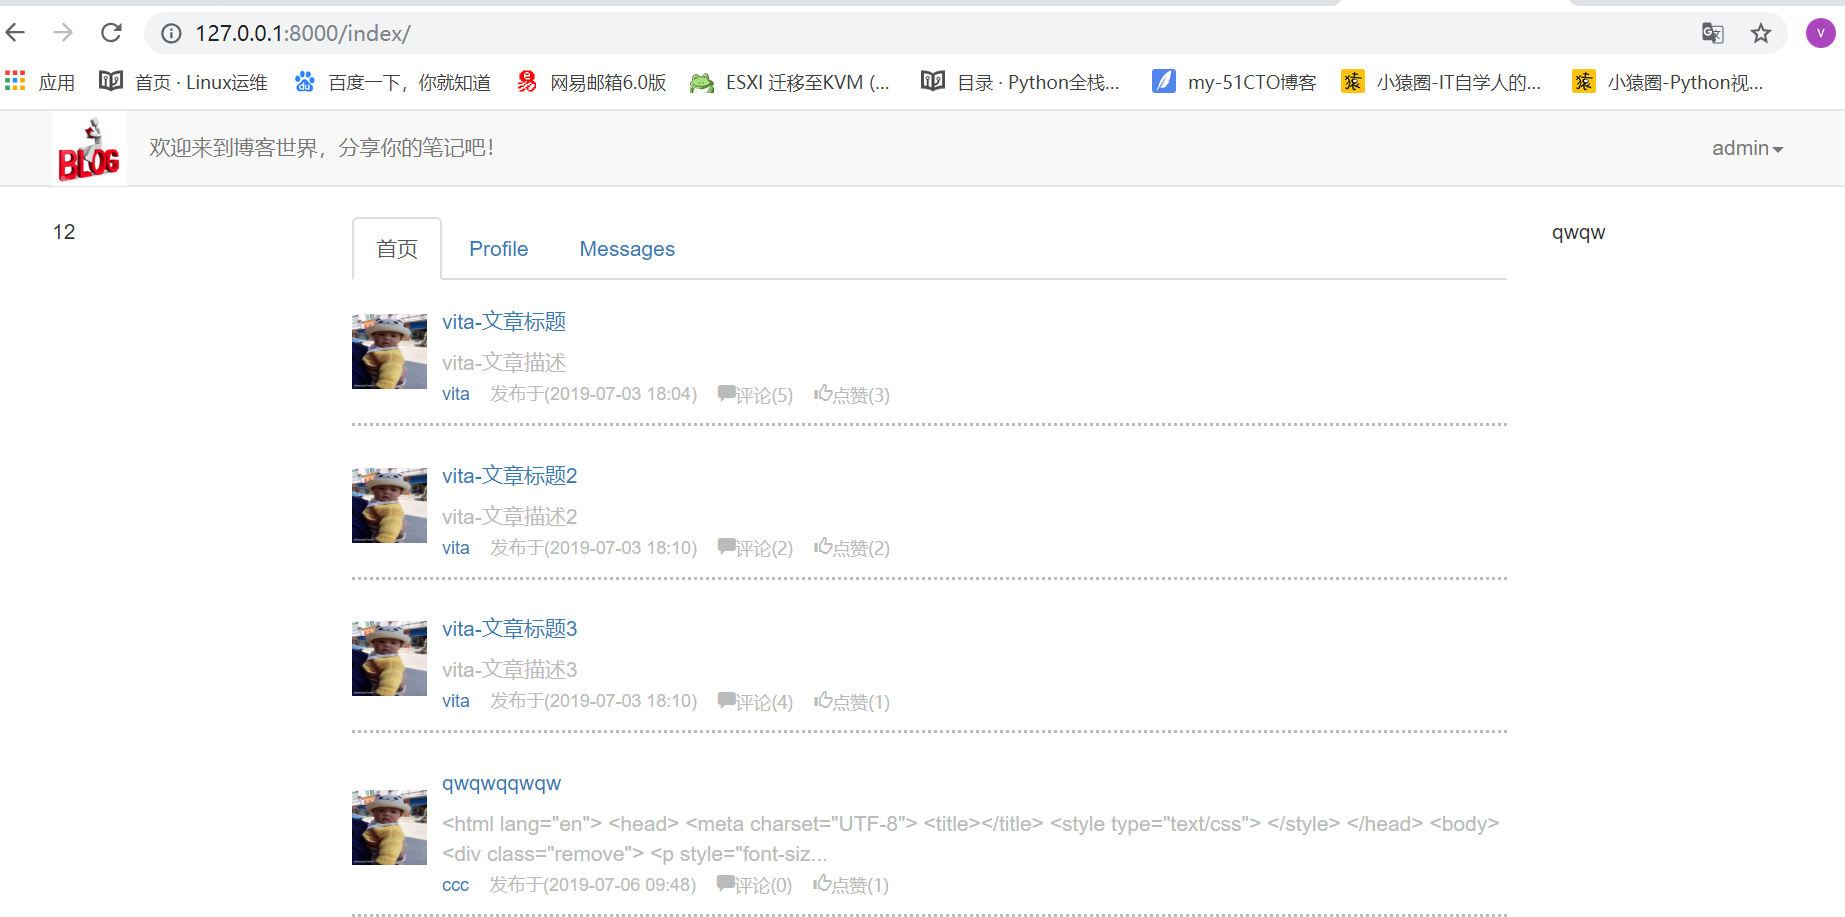 127.0.0.1:8000/index/
V
应用 首页 · Linux运维 百度一下，你就知道 网易邮箱6.0版 ESXI 迁移至KVM (... 目录 · Python全栈... my-51CTO博客 猿 小猿圈-IT自学人的... 猿 小猿圈-Python视...
BLOG 欢迎来到博客世界，分享你的笔记吧！ admin
12 首页 Profile Messages qwqw
vita-文章标题
vita-文章描述
vita 发布于(2019-07-03 18:04) 评论(5) 点赞(3)
vita-文章标题2
vita-文章描述2
vita 发布于(2019-07-03 18:10) 评论(2) 点赞(2)
vita-文章标题3
vita-文章描述3
vita 发布于(2019-07-03 18:10) 评论(4) 点赞(1)
qwqwqqwqw
<html lang="en"> <head> <meta charset="UTF-8"> <title></title> <style type="text/css"> </style> </head> <body>
<div class="remove"> <p style="font-siz...
ccc 发布于(2019-07-06 09:48) 评论(0) 点赞(1)